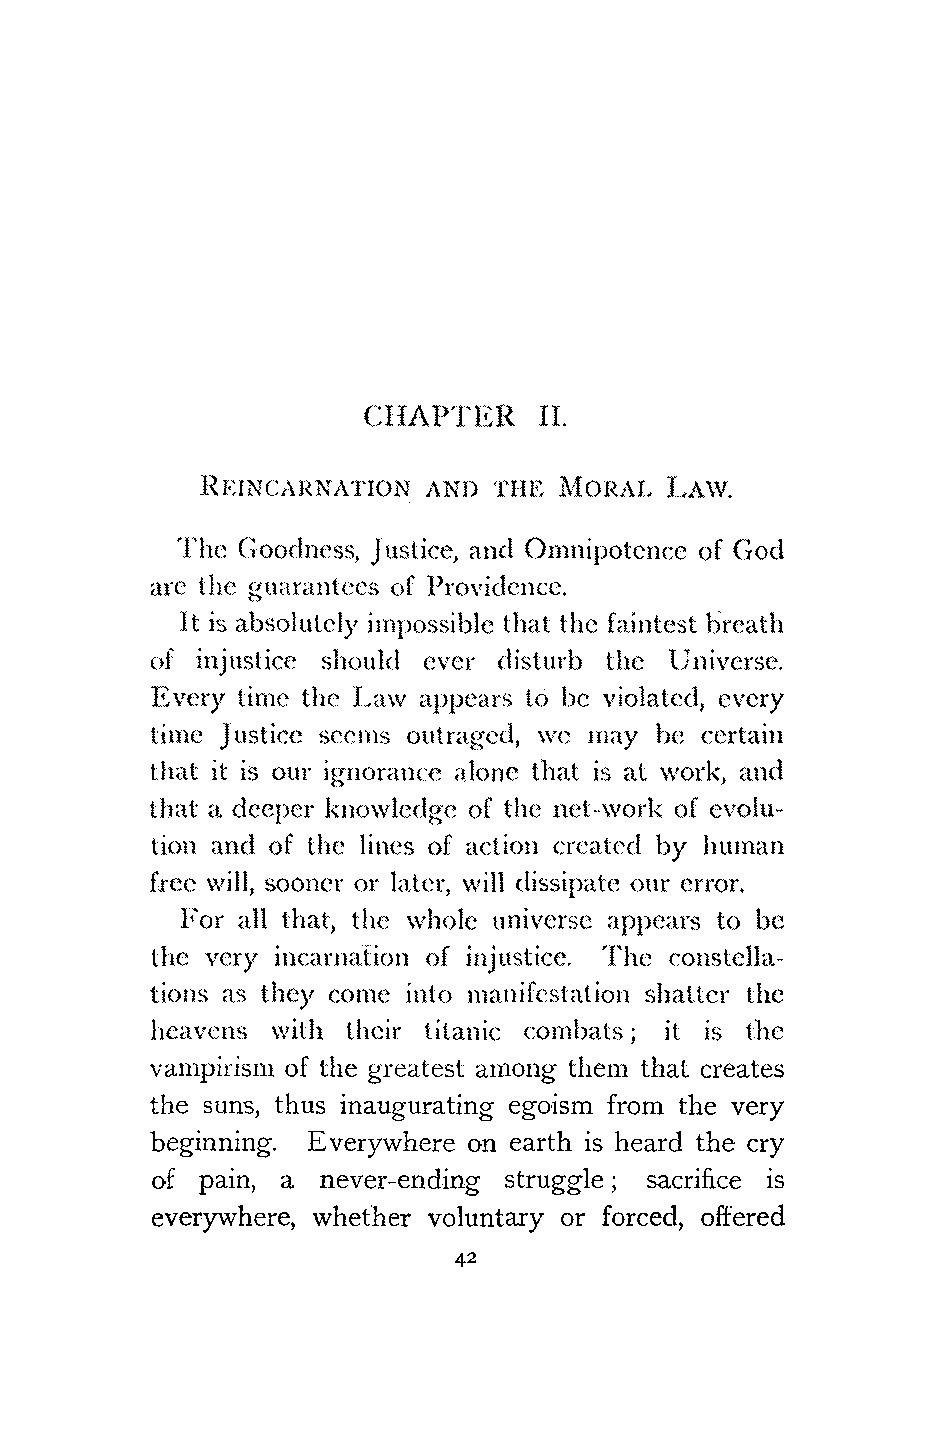 CHAPTER II.
REINCARNATION AND THE MORAL LAW.
The Goodness, Justice, and Omnipotence of God
are the guarantees of Providence.
It is absolutely impossible that the faintest breath
of injustice should ever disturb the Universe.
Every time the Law appears to be violated, every
time Justice seems outraged, we may be certain
that it is our ignorance alone that is at work, and
that a deeper knowledge of the net-work of evolu-
tion and of the lines of action created by human
free will, sooner or later, will dissipate our error.
For all that, the whole universe appears to be
the very incarnation of injustice. The constella-
tions as they come into manifestation shatter the
heavens with their titanic combats; it is the
vampirism of the greatest among them that creates
the suns, thus inaugurating egoism from the very
beginning. Everywhere on earth is heard the cry
of pain, a never-ending struggle; sacrifice is
everywhere, whether voluntary or forced, offered
42